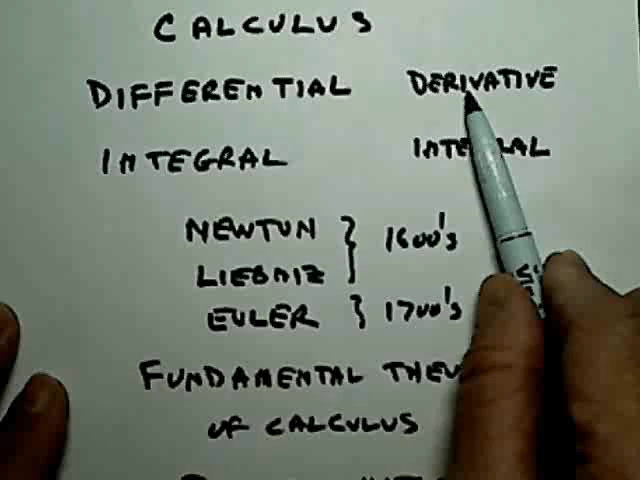 CALCULUS
DIFFERENTIAL DERIVATIVE
INTEGRAL
NEWTON } 1600's
LIEBNIZ
EULER } 1700's
FUNDAMENTAL
OF CALCULUS